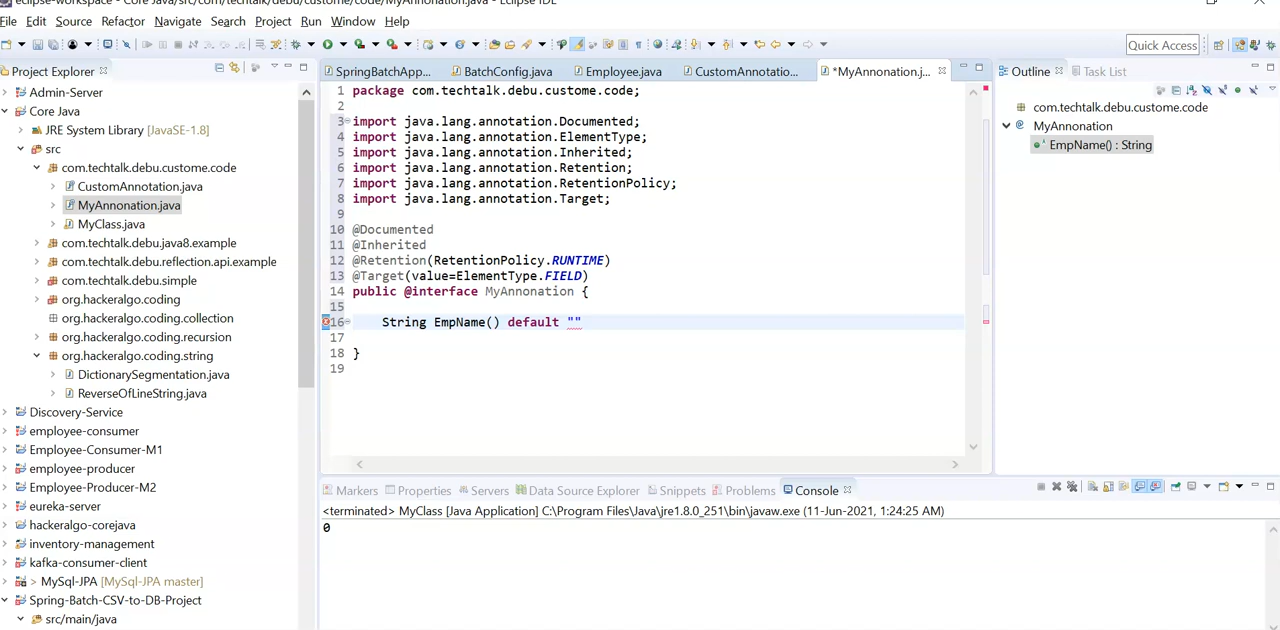 eclipse-workspace - Core Java/src/com/techtalk/debu/custome/code/MyAnnonation.java - Eclipse IDE
File Edit Source Refactor Navigate Search Project Run Window Help
Quick Access
Project Explorer
Admin-Server
Core Java
JRE System Library [JavaSE-1.8]
src
com.techtalk.debu.custome.code
CustomAnnotation.java
MyAnnonation.java
MyClass.java
com.techtalk.debu.java8.example
com.techtalk.debu.reflection.api.example
com.techtalk.debu.simple
org.hackeralgo.coding
org.hackeralgo.coding.collection
org.hackeralgo.coding.recursion
org.hackeralgo.coding.string
DictionarySegmentation.java
ReverseOfLineString.java
Discovery-Service
employee-consumer
Employee-Consumer-M1
employee-producer
Employee-Producer-M2
eureka-server
hackeralgo-corejava
inventory-management
kafka-consumer-client
> MySql-JPA [MySql-JPA master]
Spring-Batch-CSV-to-DB-Project
src/main/java
SpringBatchApp... BatchConfig.java Employee.java CustomAnnotatio... *MyAnnonation.j...
1 package com.techtalk.debu.custome.code;
2
3 import java.lang.annotation.Documented;
4 import java.lang.annotation.ElementType;
5 import java.lang.annotation.Inherited;
6 import java.lang.annotation.Retention;
7 import java.lang.annotation.RetentionPolicy;
8 import java.lang.annotation.Target;
9
10 @Documented
11 @Inherited
12 @Retention(RetentionPolicy.RUNTIME)
13 @Target(value=ElementType.FIELD)
14 public @interface MyAnnonation {
15
16 String EmpName() default ""
17
18 }
19
Outline Task List
com.techtalk.debu.custome.code
MyAnnonation
EmpName() : String
Markers Properties Servers Data Source Explorer Snippets Problems Console
<terminated> MyClass [Java Application] C:\Program Files\Java\jre1.8.0_251\bin\javaw.exe (11-Jun-2021, 1:24:25 AM)
0